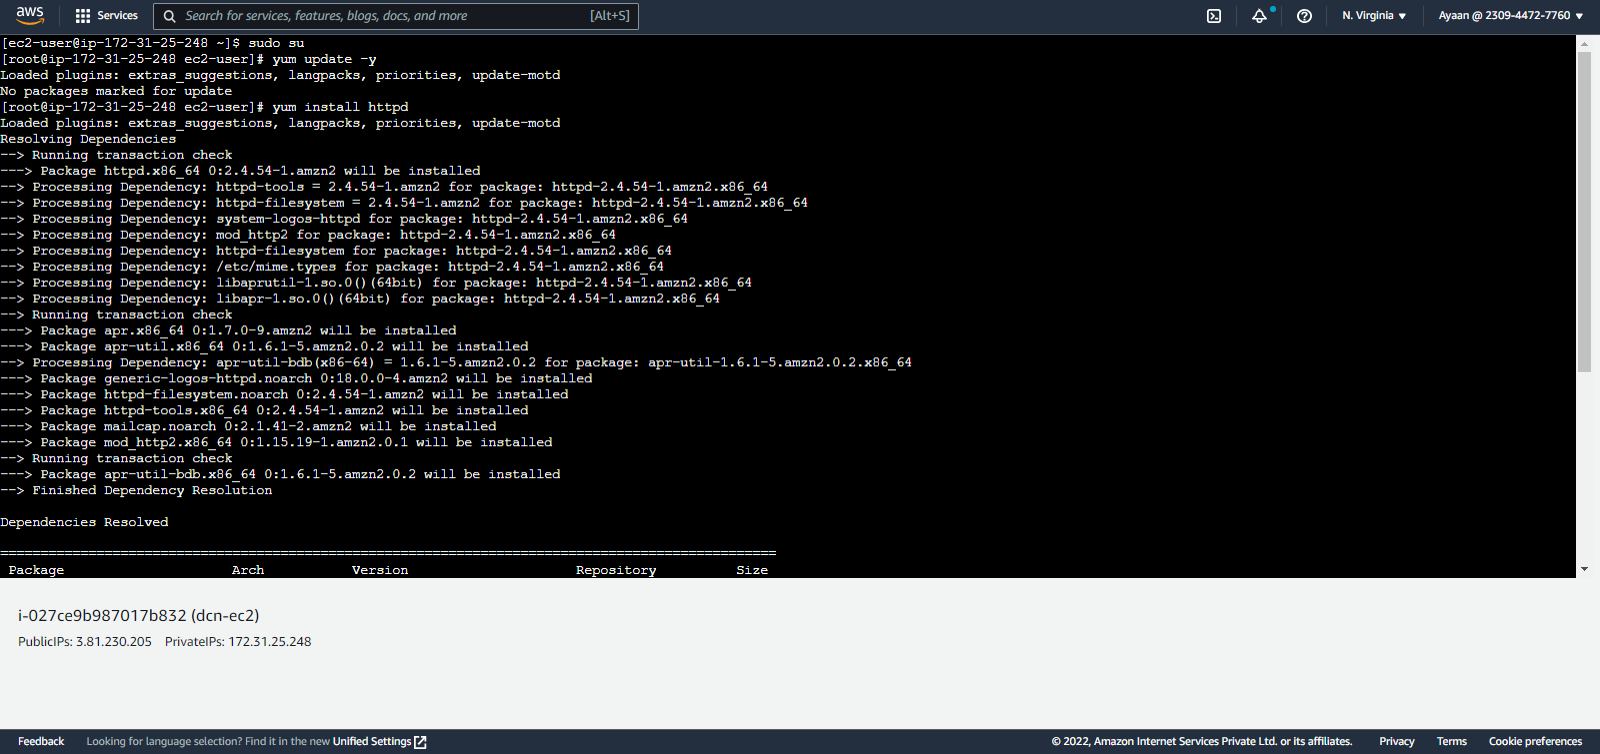 aws Services Search for services, features, blogs, docs, and more [Alt+S] N. Virginia ▼ Ayaan @ 2309-4472-7760 ▼
[ec2-user@ip-172-31-25-248 ~]$ sudo su
[root@ip-172-31-25-248 ec2-user]# yum update -y
Loaded plugins: extras_suggestions, langpacks, priorities, update-motd
No packages marked for update
[root@ip-172-31-25-248 ec2-user]# yum install httpd
Loaded plugins: extras_suggestions, langpacks, priorities, update-motd
Resolving Dependencies
--> Running transaction check
---> Package httpd.x86_64 0:2.4.54-1.amzn2 will be installed
--> Processing Dependency: httpd-tools = 2.4.54-1.amzn2 for package: httpd-2.4.54-1.amzn2.x86_64
--> Processing Dependency: httpd-filesystem = 2.4.54-1.amzn2 for package: httpd-2.4.54-1.amzn2.x86_64
--> Processing Dependency: system-logos-httpd for package: httpd-2.4.54-1.amzn2.x86_64
--> Processing Dependency: mod_http2 for package: httpd-2.4.54-1.amzn2.x86_64
--> Processing Dependency: httpd-filesystem for package: httpd-2.4.54-1.amzn2.x86_64
--> Processing Dependency: /etc/mime.types for package: httpd-2.4.54-1.amzn2.x86_64
--> Processing Dependency: libaprutil-1.so.0()(64bit) for package: httpd-2.4.54-1.amzn2.x86_64
--> Processing Dependency: libapr-1.so.0()(64bit) for package: httpd-2.4.54-1.amzn2.x86_64
--> Running transaction check
---> Package apr.x86_64 0:1.7.0-9.amzn2 will be installed
---> Package apr-util.x86_64 0:1.6.1-5.amzn2.0.2 will be installed
--> Processing Dependency: apr-util-bdb(x86-64) = 1.6.1-5.amzn2.0.2 for package: apr-util-1.6.1-5.amzn2.0.2.x86_64
---> Package generic-logos-httpd.noarch 0:18.0.0-4.amzn2 will be installed
---> Package httpd-filesystem.noarch 0:2.4.54-1.amzn2 will be installed
---> Package httpd-tools.x86_64 0:2.4.54-1.amzn2 will be installed
---> Package mailcap.noarch 0:2.1.41-2.amzn2 will be installed
---> Package mod_http2.x86_64 0:1.15.19-1.amzn2.0.1 will be installed
--> Running transaction check
---> Package apr-util-bdb.x86_64 0:1.6.1-5.amzn2.0.2 will be installed
--> Finished Dependency Resolution
Dependencies Resolved
=================================================================================================
Package Arch Version Repository Size
i-027ce9b987017b832 (dcn-ec2)
PublicIPs: 3.81.230.205 PrivateIPs: 172.31.25.248
Feedback Looking for language selection? Find it in the new Unified Settings © 2022, Amazon Internet Services Private Ltd. or its affiliates. Privacy Terms Cookie preferences